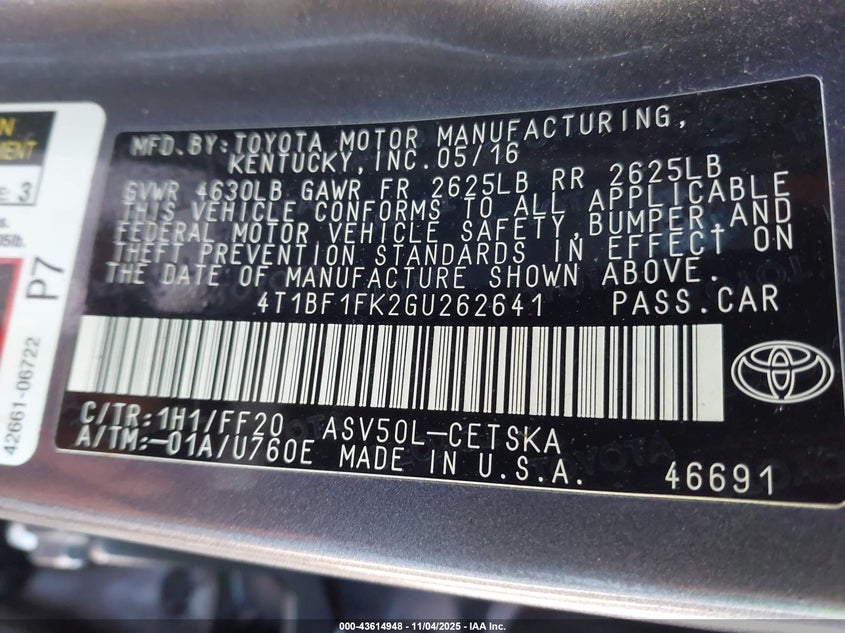 MFD.BY:TOYOTA MOTOR MANUFACTURING,
KENTUCKY,INC.05/16
GVWR 4630LB GAWR FR 2625LB RR 2625LB
THIS VEHICLE CONFORMS TO ALL APPLICABLE
FEDERAL MOTOR VEHICLE SAFETY,BUMPER,AND
THEFT PREVENTION STANDARDS IN EFFECT ON
THE DATE OF MANUFACTURE SHOWN ABOVE.
4T1BF1FK2GU262641 PASS.CAR
C/TR:1H1/FF20 ASV50L-CETSKA
A/TM:-01A/U760E MADE IN U.S.A. 46691
P7
42661-06722
3
TOYOTA
000-43614948 - 11/04/2025 - IAA Inc.